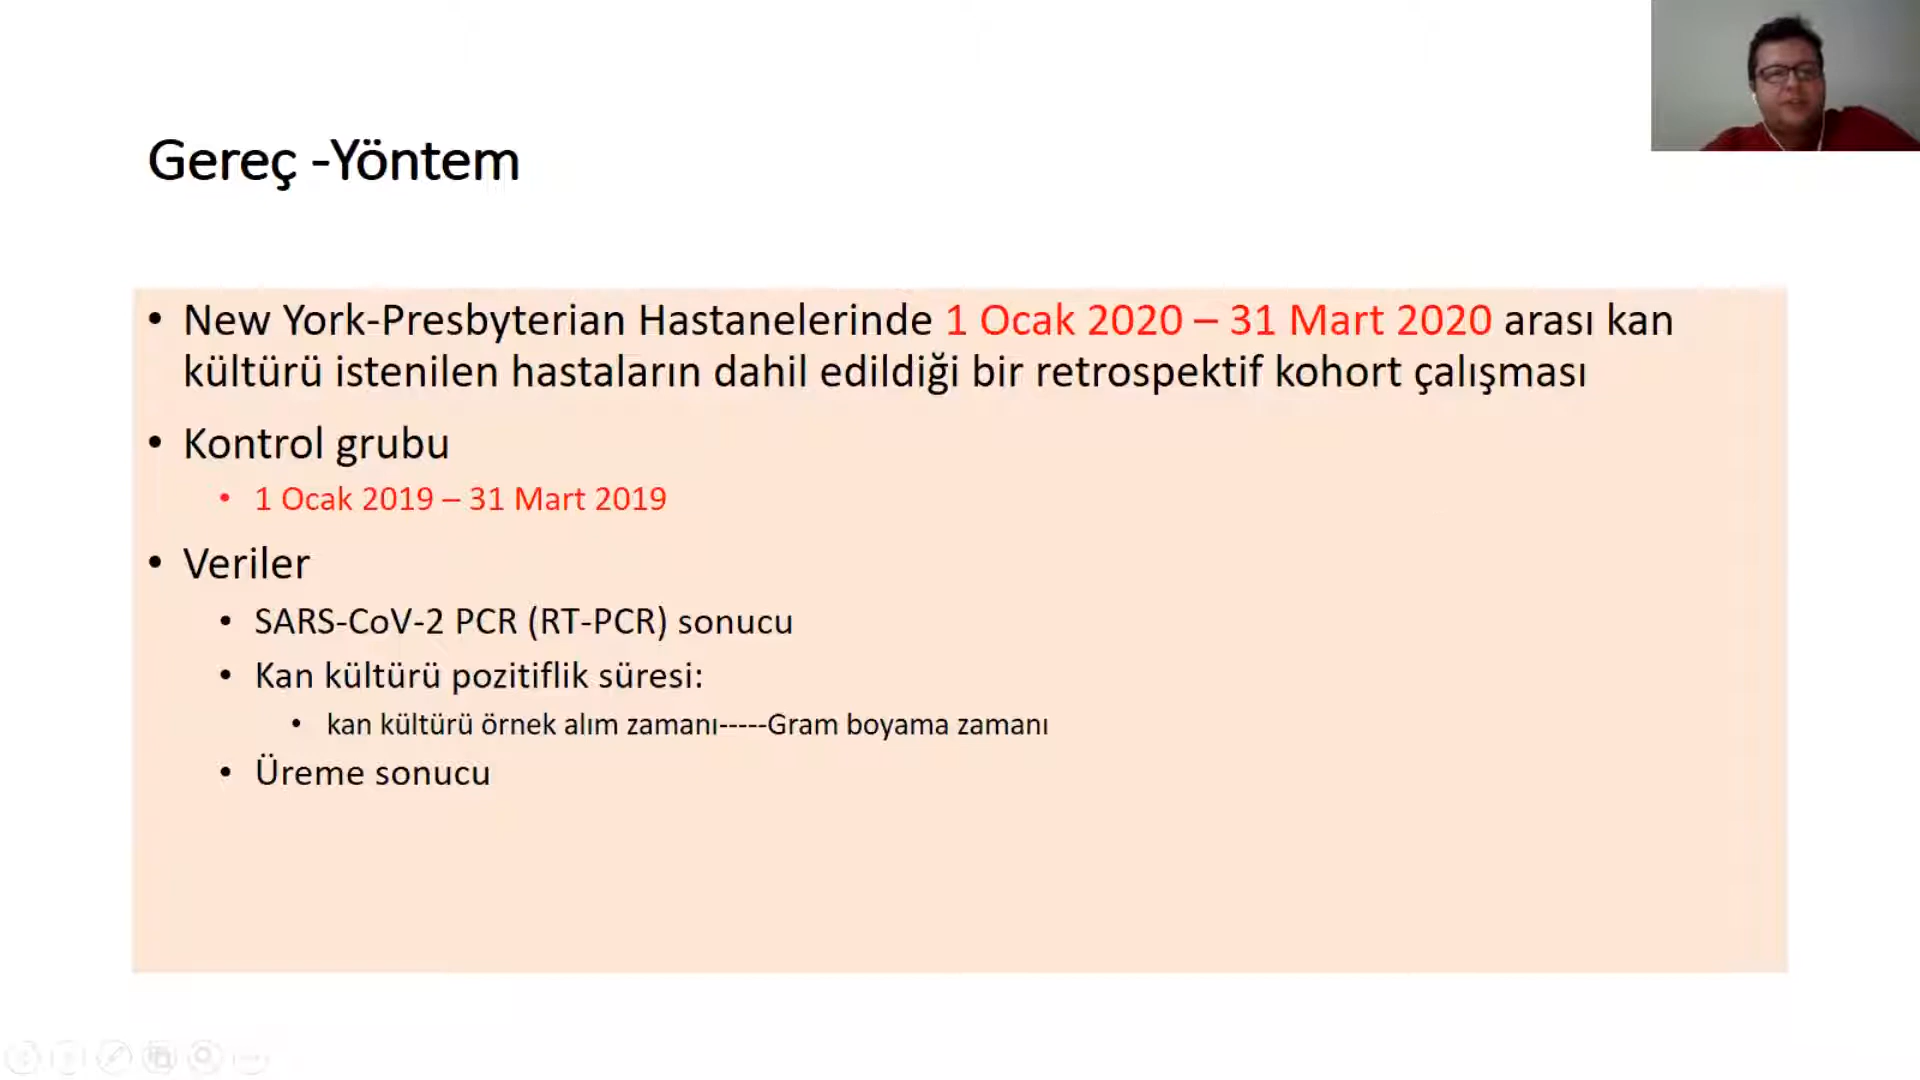 Gereç -Yöntem
• New York-Presbyterian Hastanelerinde 1 Ocak 2020 – 31 Mart 2020 arası kan
kültürü istenilen hastaların dahil edildiği bir retrospektif kohort çalışması
• Kontrol grubu
• 1 Ocak 2019 – 31 Mart 2019
• Veriler
• SARS-CoV-2 PCR (RT-PCR) sonucu
• Kan kültürü pozitiflik süresi:
• kan kültürü örnek alım zamanı-----Gram boyama zamanı
• Üreme sonucu